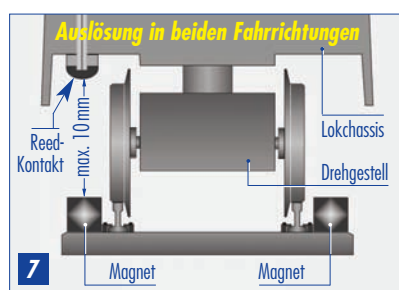 Auslösung in beiden Fahrrichtungen
Reed-
Kontakt
max. 10 mm
Lokchassis
Drehgestell
7
Magnet
Magnet